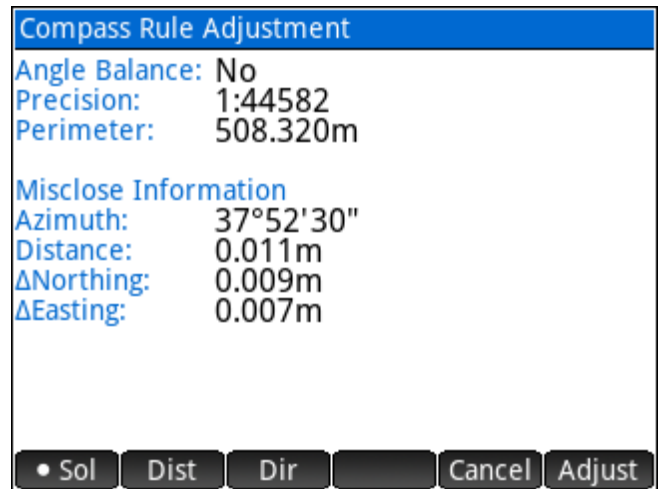 Compass Rule Adjustment
Angle Balance: No
Precision: 1:44582
Perimeter: 508.320m
Misclose Information
Azimuth: 37°52'30"
Distance: 0.011m
ΔNorthing: 0.009m
ΔEasting: 0.007m
• Sol Dist Dir Cancel Adjust